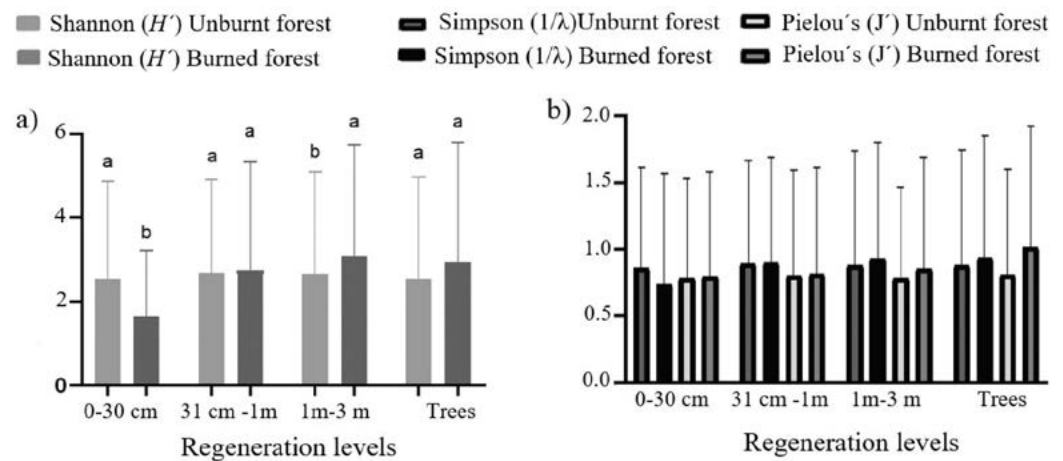 Shannon (H´) Unburnt forest
Simpson (1/λ)Unburnt forest
Pielou´s (J´) Unburnt forest
Shannon (H´) Burned forest
Simpson (1/λ) Burned forest
Pielou´s (J´) Burned forest
a)
6
4
2
0
a
b
a
a
b
a
a
a
0-30 cm
31 cm -1m
1m-3 m
Trees
Regeneration levels
b)
2.0
1.5
1.0
0.5
0.0
0-30 cm
31 cm -1m
1m-3 m
Trees
Regeneration levels